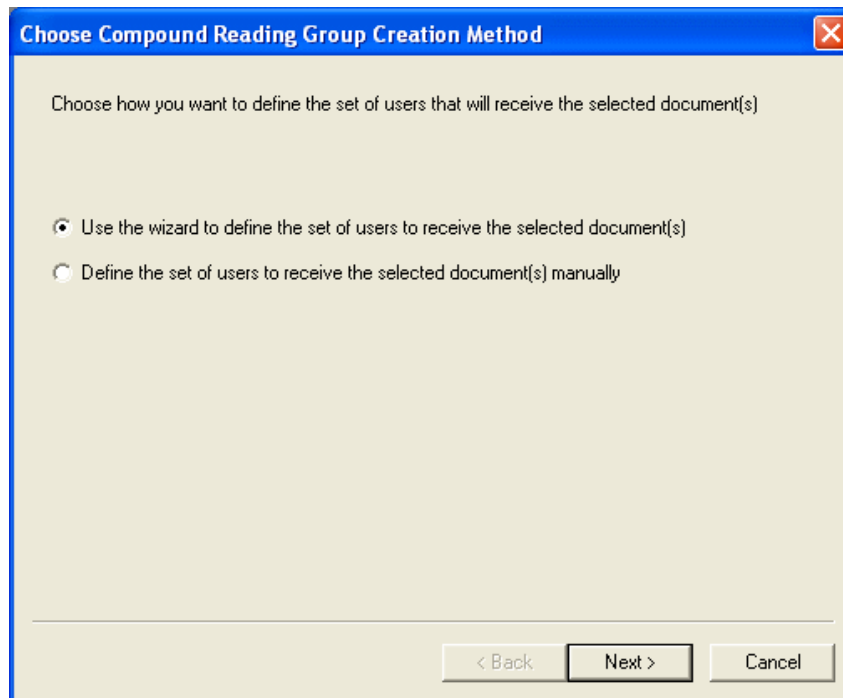 Choose Compound Reading Group Creation Method
Choose how you want to define the set of users that will receive the selected document(s)
Use the wizard to define the set of users to receive the selected document(s)
Define the set of users to receive the selected document(s) manually
< Back Next > Cancel